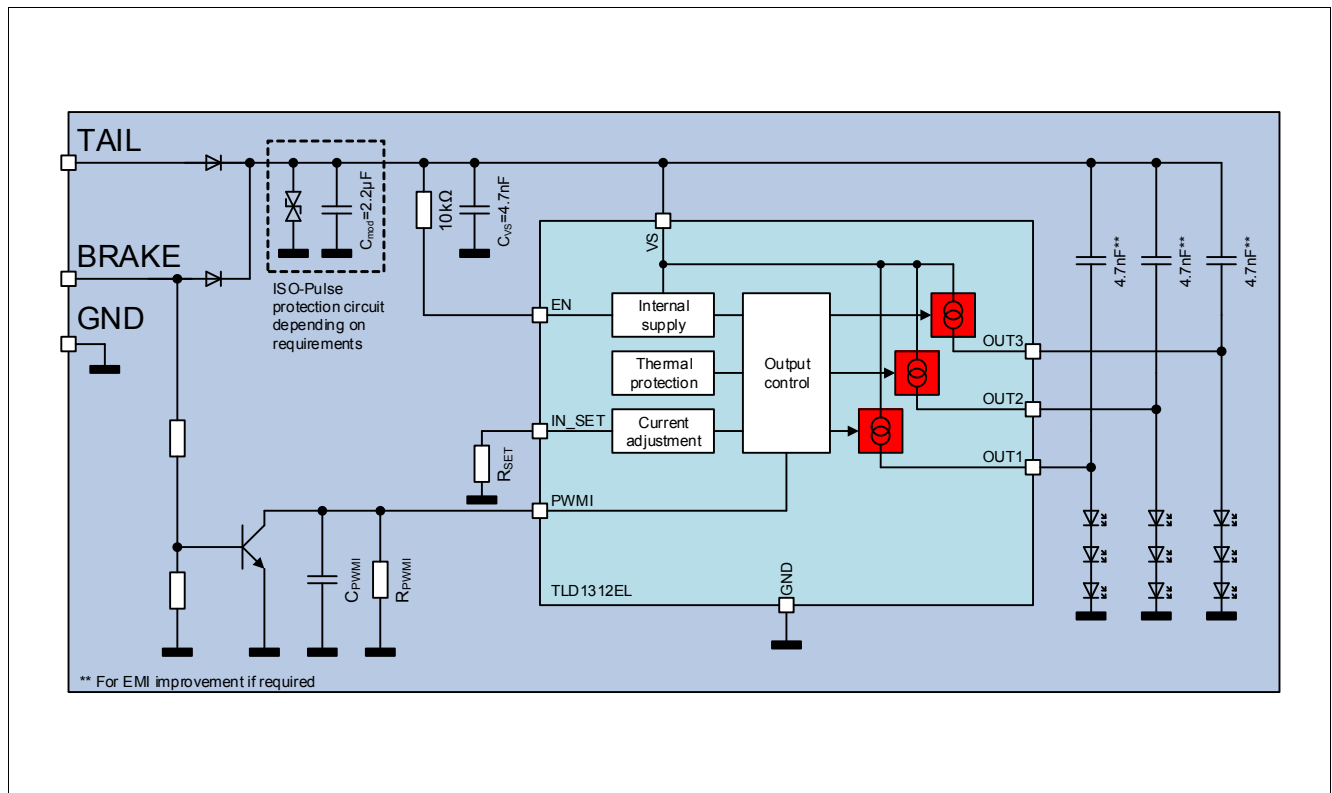 TAIL
BRAKE
GND
ISO-Pulse
protection circuit
depending on
requirements
Cmod=2.2µF
10kΩ
CVS=4.7nF
VS
EN
Internal
supply
Thermal
protection
Output
control
IN_SET
Current
adjustment
RSET
PWMI
OUT3
OUT2
OUT1
4.7nF**
4.7nF**
4.7nF**
CPWMI
RPWMI
TLD1312EL
GND
** For EMI improvement if required